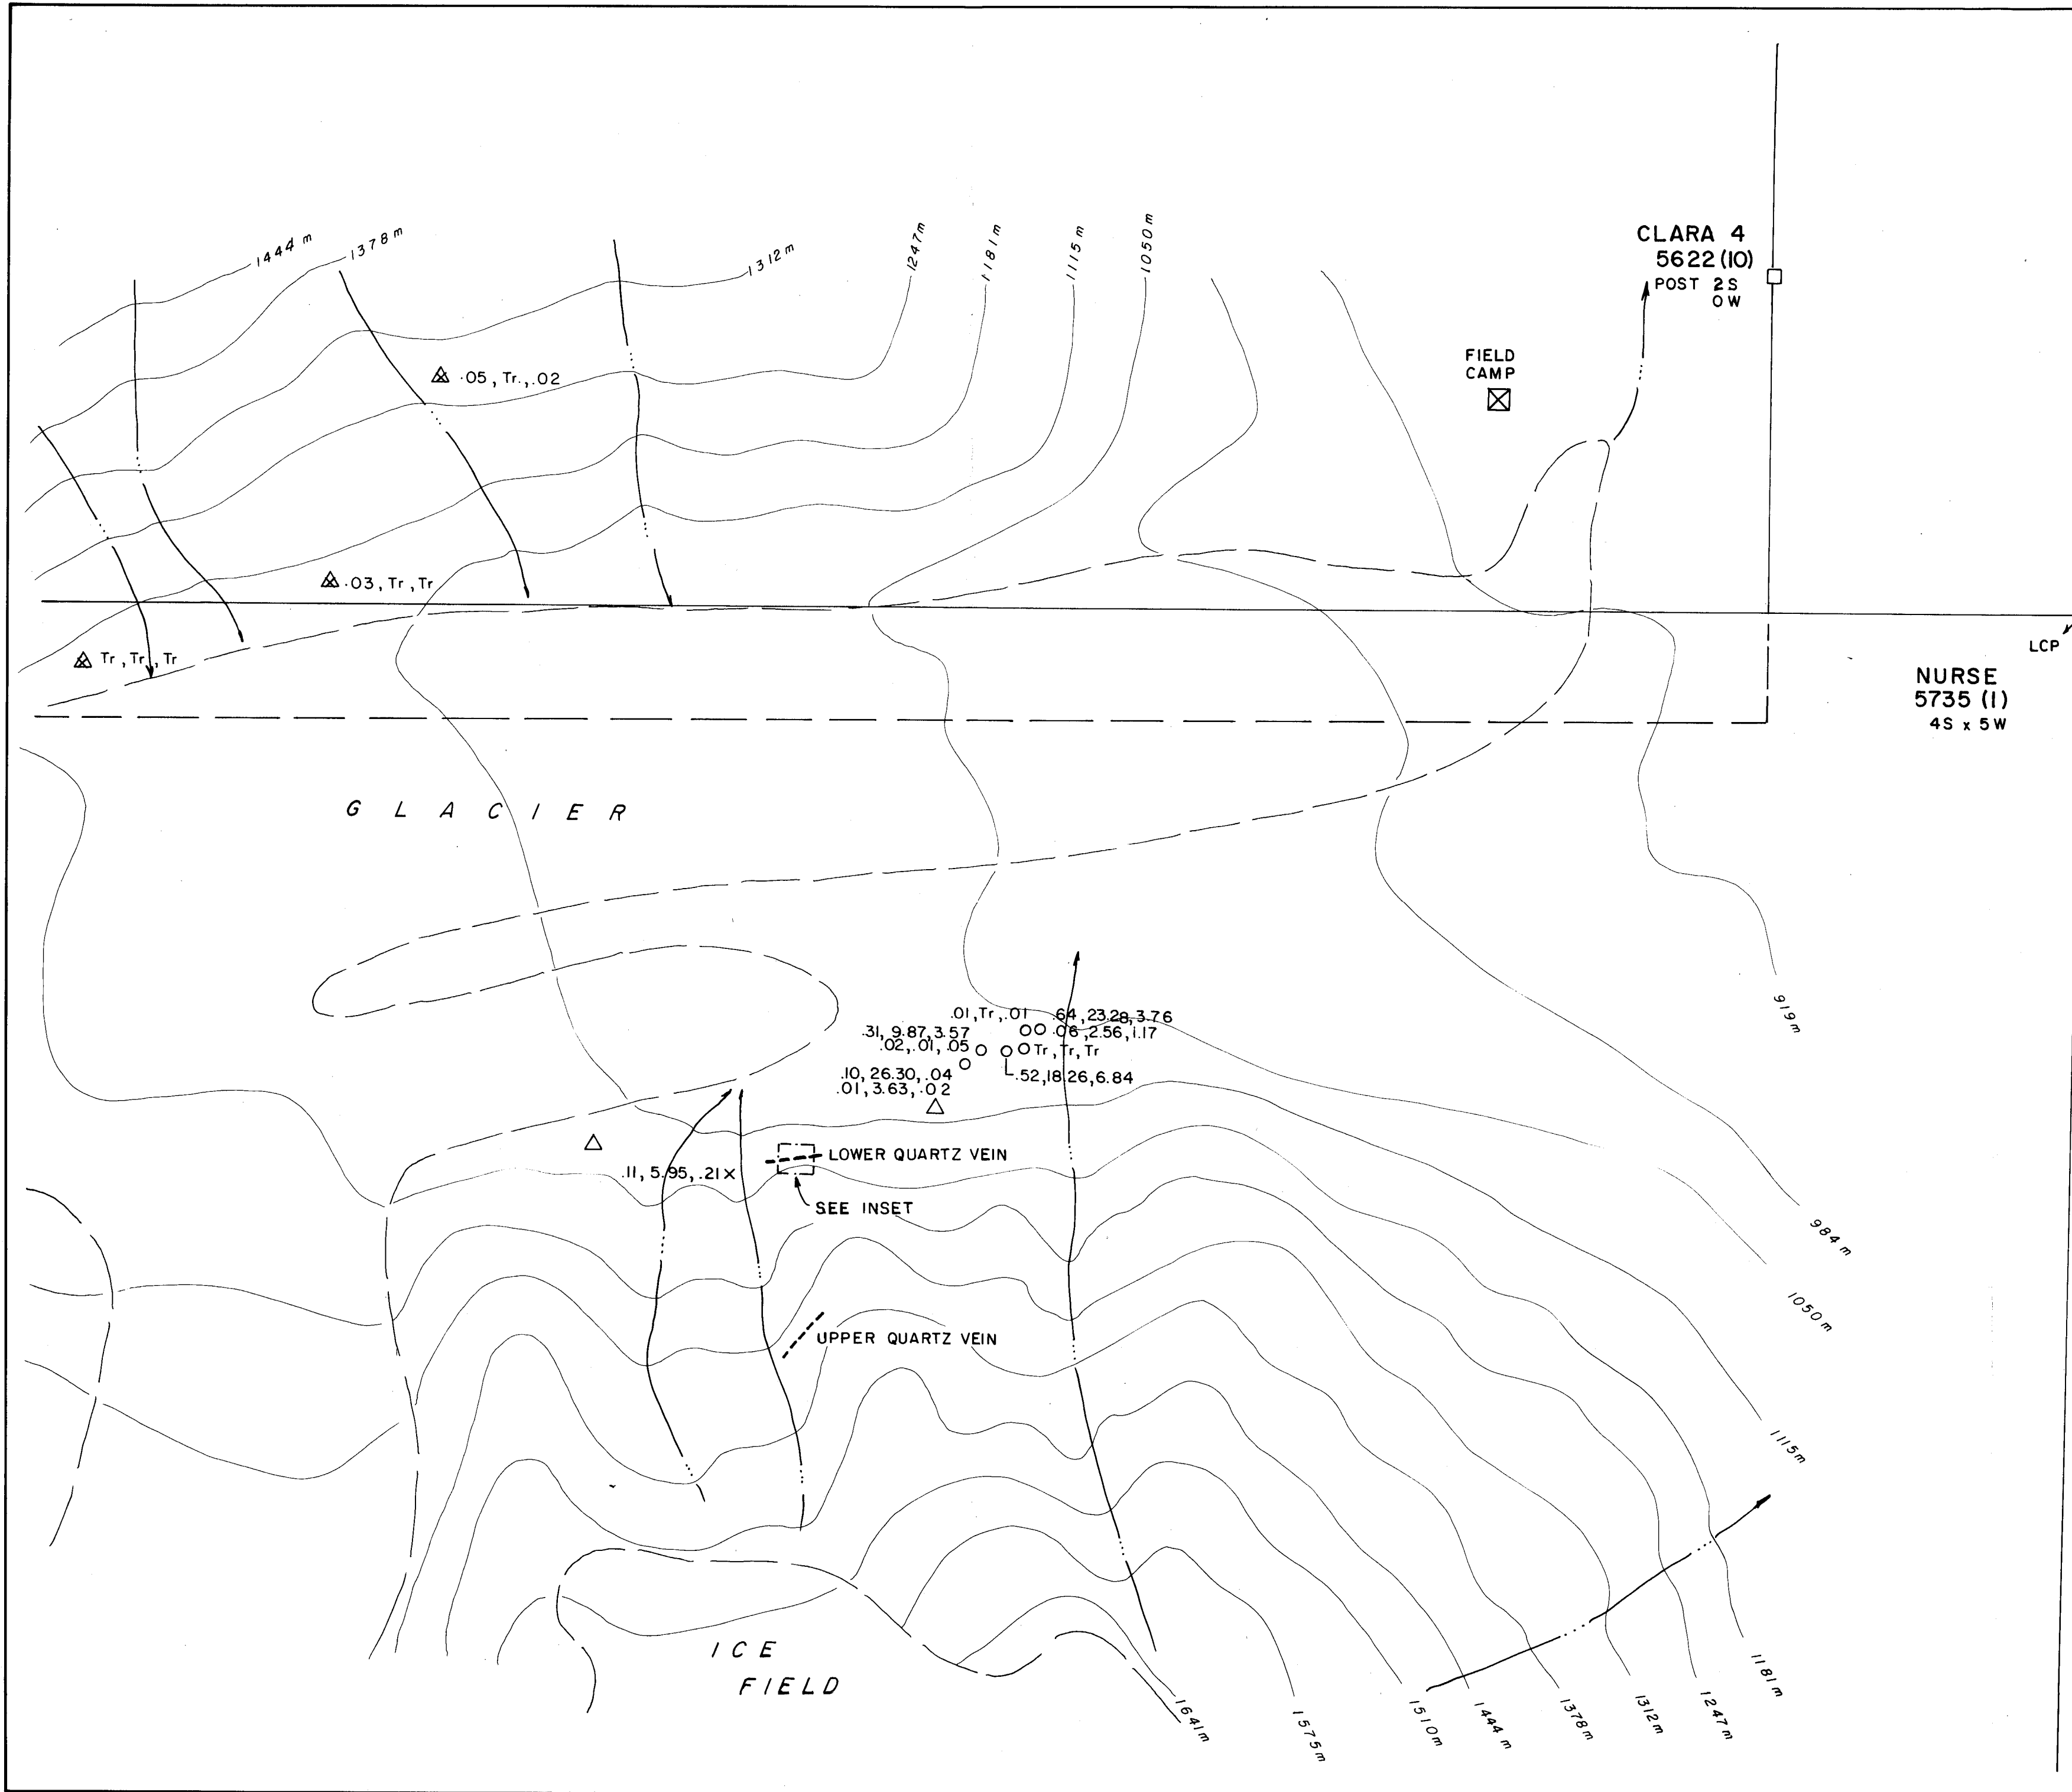 1444 m
1378 m
1312 m
1247 m
1181 m
1115 m
1050 m
CLARA 4
5622 (10)
POST 2S
0 W
FIELD
CAMP
.05, Tr., .02
.03, Tr, Tr
Tr, Tr, Tr
LCP
NURSE
5735 (1)
4S x 5W
GLACIER
919 m
.01, Tr, .01
.64, 23.28, 3.76
.31, 9.87, 3.57
.06, 2.56, 1.17
.02, .01, .05
Tr, Tr, Tr
.10, 26.30, .04
.52, 18.26, 6.84
.01, 3.63, .02
LOWER QUARTZ VEIN
.11, 5.95, .21 X
SEE INSET
984 m
1050 m
UPPER QUARTZ VEIN
1115 m
ICE
FIELD
1181 m
1641 m
1575 m
1510 m
1444 m
1378 m
1312 m
1247 m